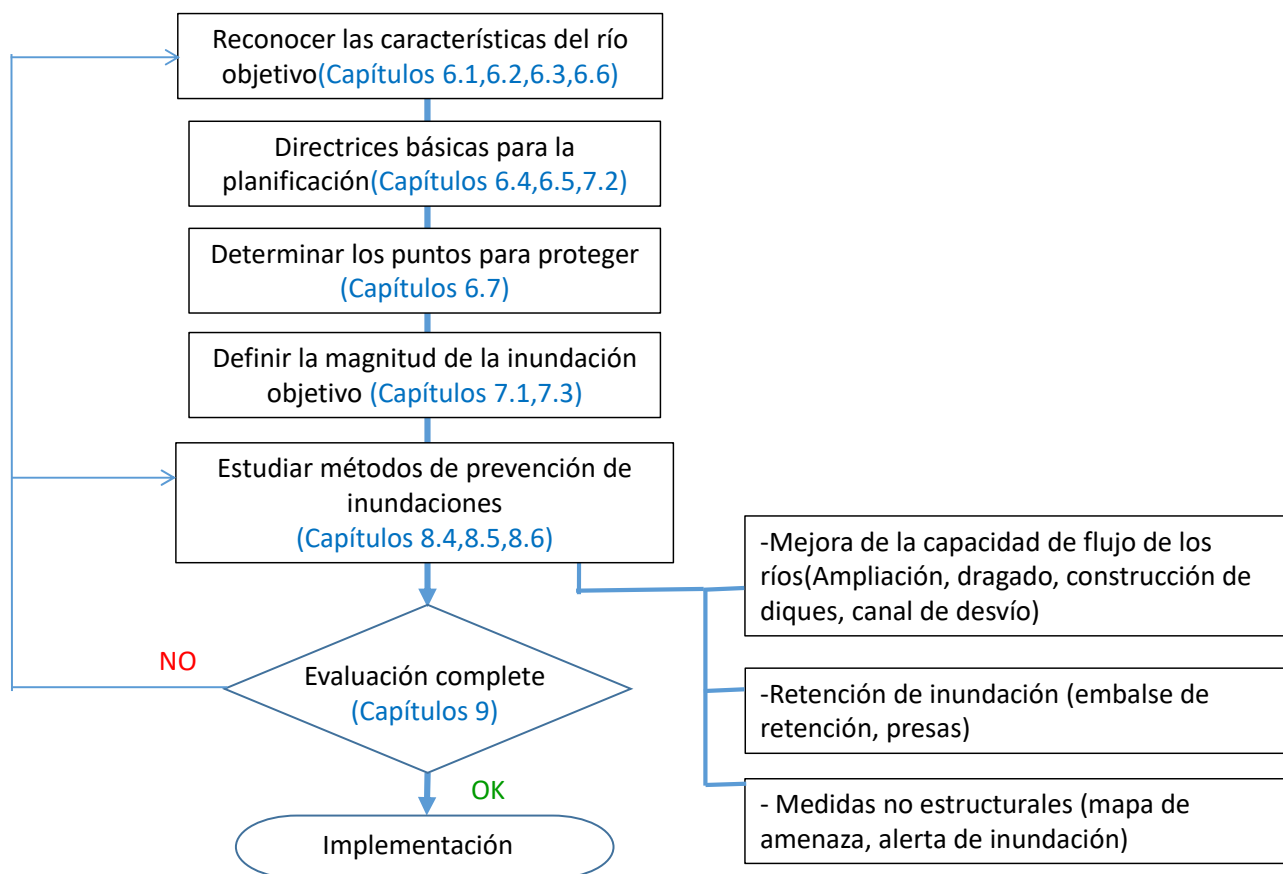 Reconocer las características del río
objetivo(Capítulos 6.1,6.2,6.3,6.6)
Directrices básicas para la
planificación(Capítulos 6.4,6.5,7.2)
Determinar los puntos para proteger
(Capítulos 6.7)
Definir la magnitud de la inundación
objetivo (Capítulos 7.1,7.3)
Estudiar métodos de prevención de
inundaciones
(Capítulos 8.4,8.5,8.6)
-Mejora de la capacidad de flujo de los
ríos(Ampliación, dragado, construcción de
diques, canal de desvío)
-Retención de inundación (embalse de
retención, presas)
- Medidas no estructurales (mapa de
amenaza, alerta de inundación)
NO
Evaluación complete
(Capítulos 9)
OK
Implementación